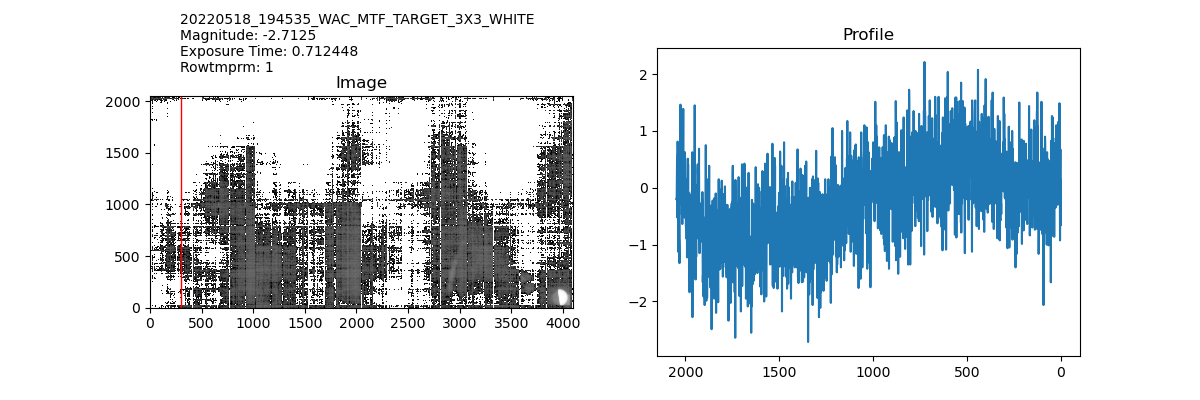 20220518_194535_WAC_MTF_TARGET_3X3_WHITE
Magnitude: -2.7125
Exposure Time: 0.712448
Rowtmprm: 1
Image
2000
1500
1000
500
0
0 500 1000 1500 2000 2500 3000 3500 4000
Profile
2
1
0
−1
−2
2000 1500 1000 500 0